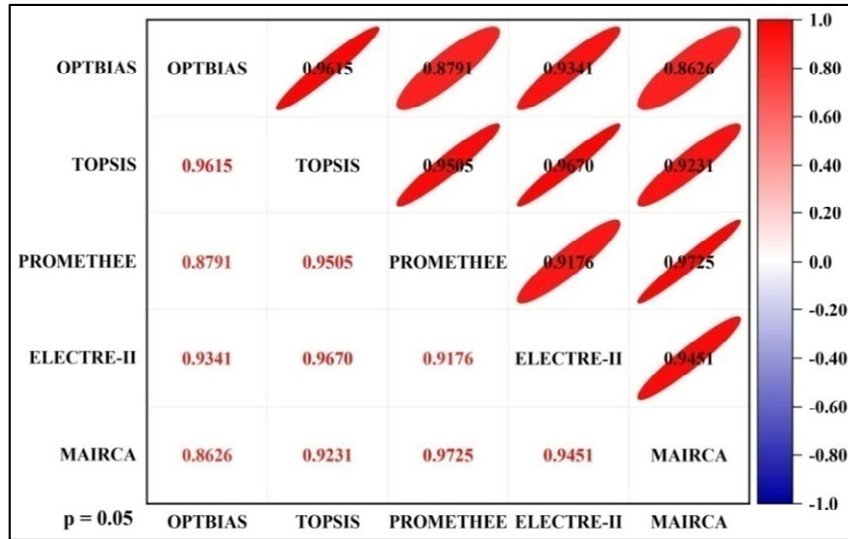 OPTBIAS OPTBIAS 0.9615 0.8791 0.9341 0.8626
TOPSIS 0.9615 TOPSIS 0.9505 0.9670 0.9231
PROMETHEE 0.8791 0.9505 PROMETHEE 0.9176 0.9725
ELECTRE-II 0.9341 0.9670 0.9176 ELECTRE-II 0.9451
MAIRCA 0.8626 0.9231 0.9725 0.9451 MAIRCA
p = 0.05 OPTBIAS TOPSIS PROMETHEE ELECTRE-II MAIRCA
1.0
0.80
0.60
0.40
0.20
0.0
-0.20
-0.40
-0.60
-0.80
-1.0